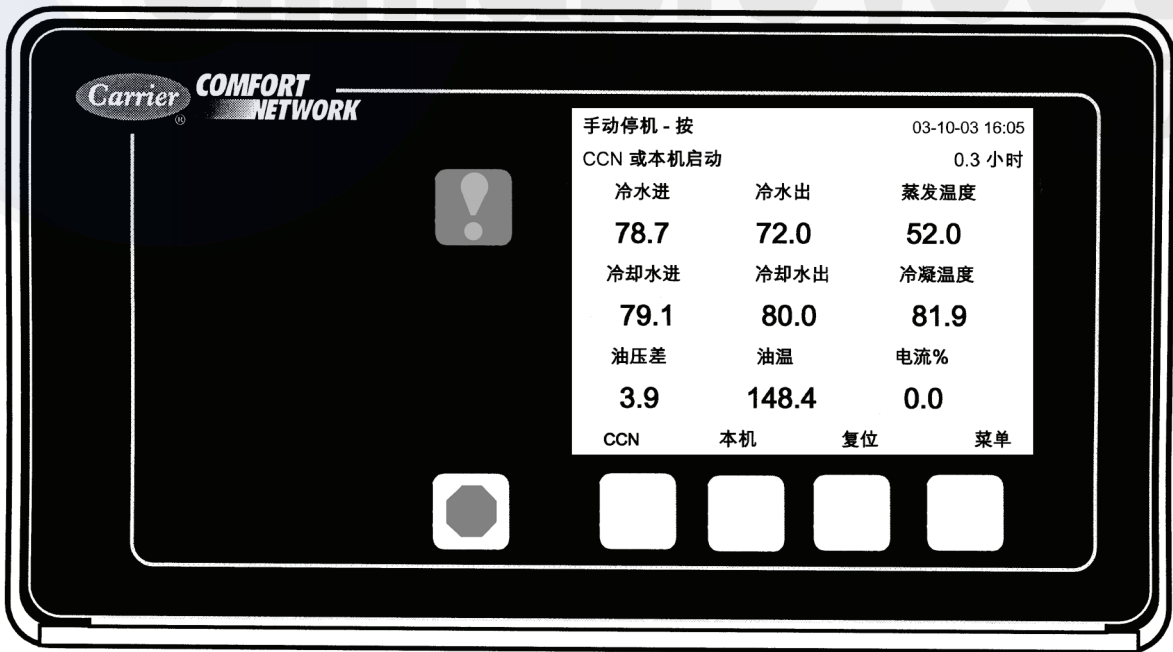 Carrier
®
COMFORT
NETWORK
手动停机 - 按 03-10-03 16:05
CCN 或本机启动 0.3 小时
冷水进 冷水出 蒸发温度
78.7 72.0 52.0
冷却水进 冷却水出 冷凝温度
79.1 80.0 81.9
油压差 油温 电流%
3.9 148.4 0.0
CCN 本机 复位 菜单